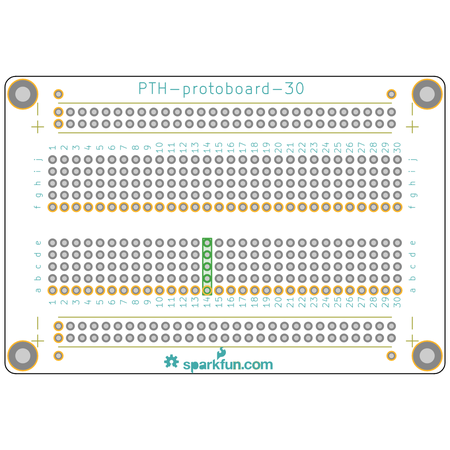 PTH-protoboard-30
1 2 3 4 5 6 7 8 9 10 11 12 13 14 15 16 17 18 19 20 21 22 23 24 25 26 27 28 29 30
j j
i i
h h
g g
f f
e e
d d
c c
b b
a a
1 2 3 4 5 6 7 8 9 10 11 12 13 14 15 16 17 18 19 20 21 22 23 24 25 26 27 28 29 30
sparkfun.com